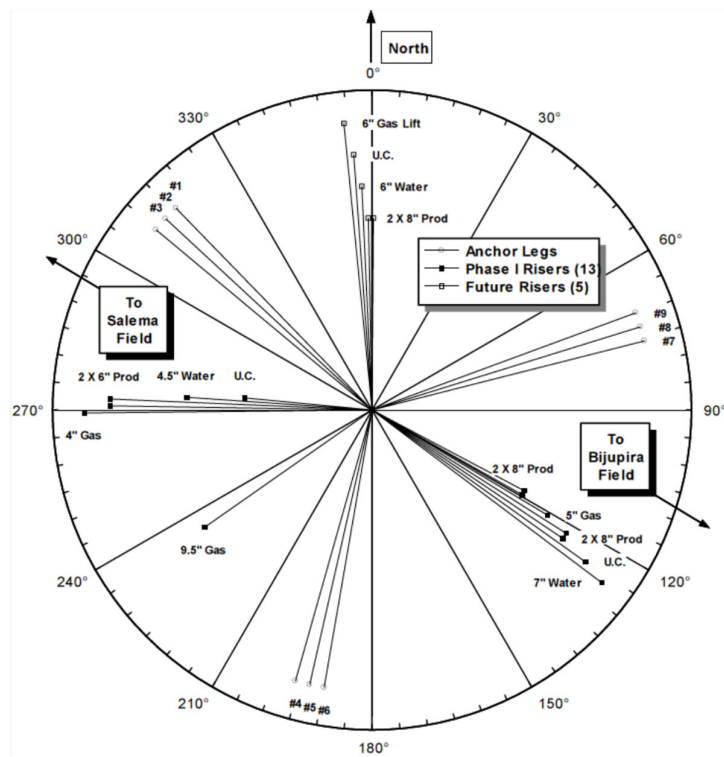 North
0°
330°
30°
6" Gas Lift
U.C.
6" Water
2 X 8" Prod
#1
#2
#3
300°
60°
Anchor Legs
Phase I Risers (13)
Future Risers (5)
To
Salema
Field
#9
#8
#7
2 X 6" Prod
4.5" Water
U.C.
270°
90°
4" Gas
To
Bijupira
Field
2 X 8" Prod
5" Gas
2 X 8" Prod
U.C.
7" Water
9.5" Gas
240°
120°
#4
#5
#6
210°
150°
180°